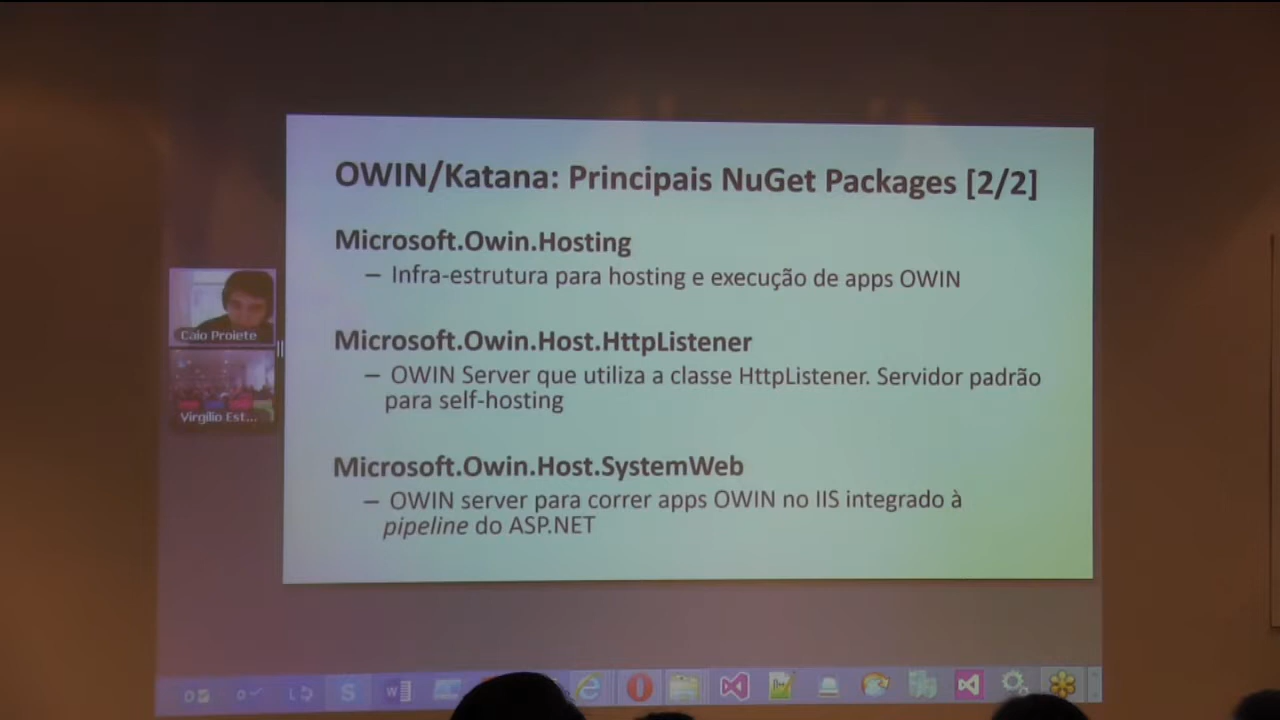 OWIN/Katana: Principais NuGet Packages [2/2]
Microsoft.Owin.Hosting
– Infra-estrutura para hosting e execução de apps OWIN
Microsoft.Owin.Host.HttpListener
– OWIN Server que utiliza a classe HttpListener. Servidor padrão
para self-hosting
Microsoft.Owin.Host.SystemWeb
– OWIN server para correr apps OWIN no IIS integrado à
pipeline do ASP.NET
Caio Proiete
Virgílio Est...